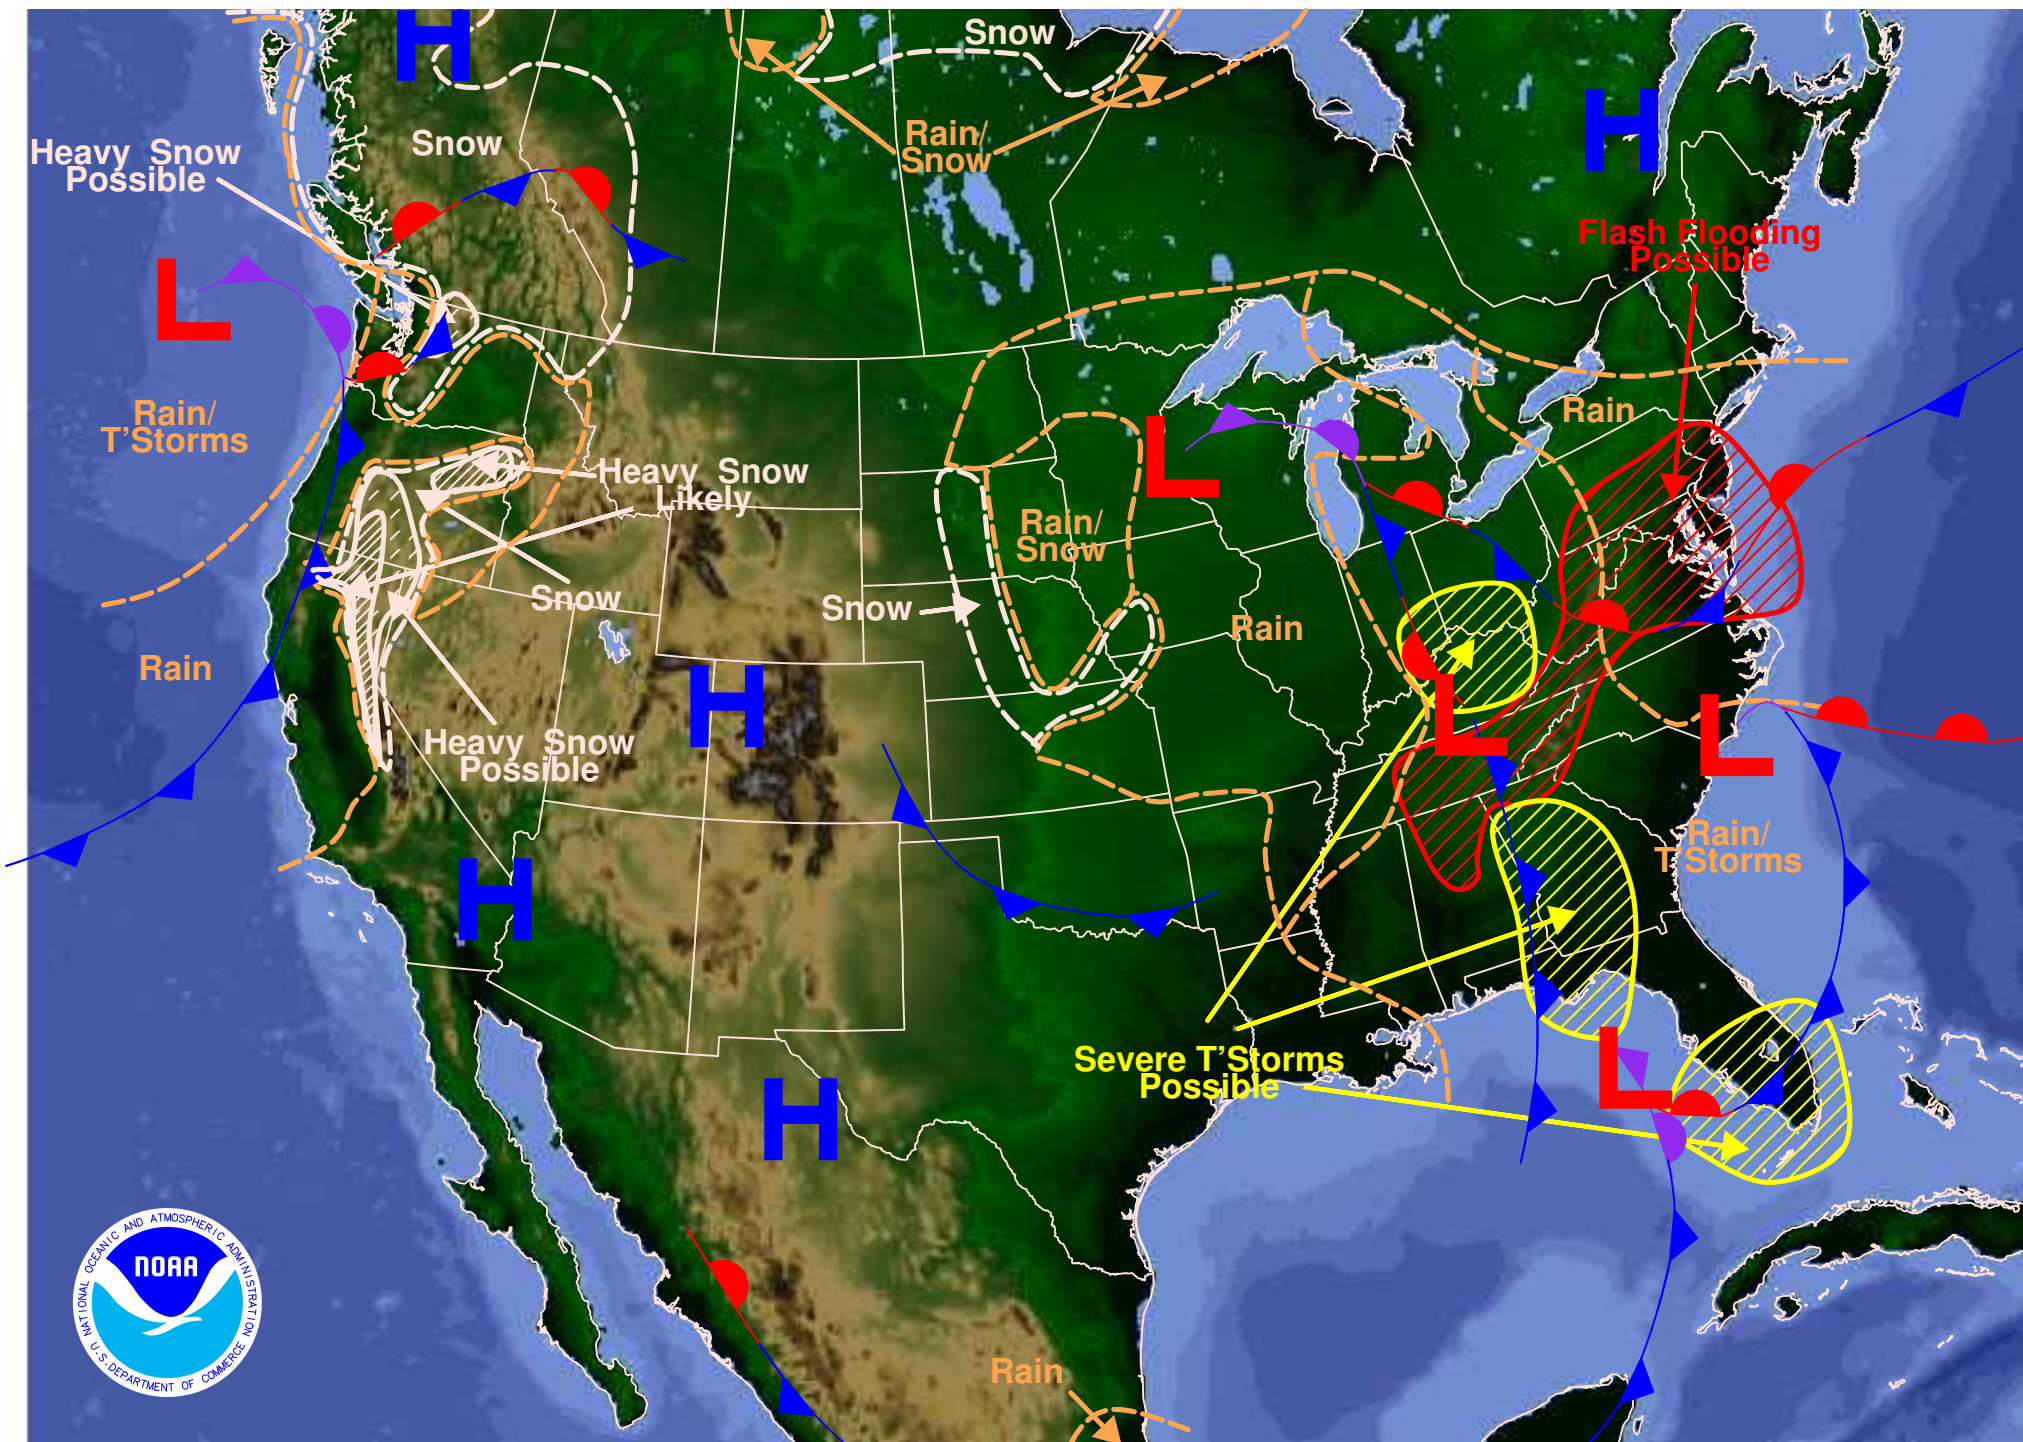 H
Snow
Heavy Snow
Possible
Snow
Rain/
Snow
H
Flash Flooding
Possible
L
Rain/
T'Storms
Rain
L
Heavy Snow
Likely
Rain/
Snow
Snow
Snow
Rain
Rain
H
L
L
Heavy Snow
Possible
Rain/
T'Storms
H
Severe T'Storms
Possible
L
H
NATIONAL OCEANIC AND ATMOSPHERIC ADMINISTRATION
NOAA
U.S. DEPARTMENT OF COMMERCE
Rain